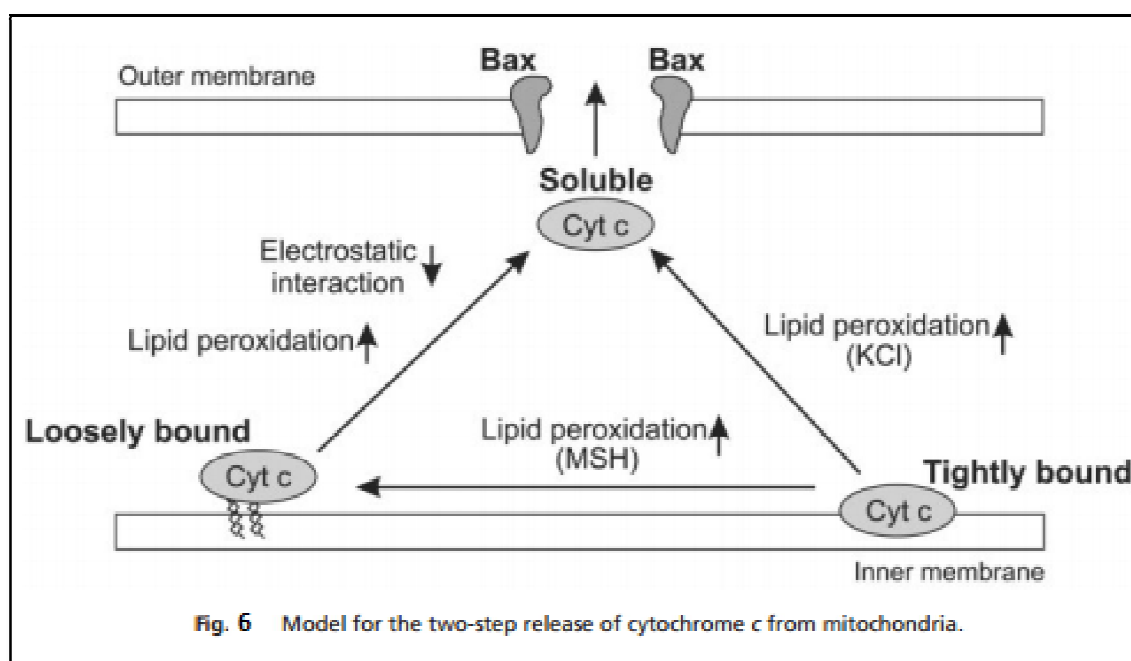 Bax
Bax
Outer membrane
Soluble
Cyt c
Electrostatic
interaction
Lipid peroxidation
Lipid peroxidation
(KCl)
Loosely bound
Cyt c
Lipid peroxidation
(MSH)
Tightly bound
Cyt c
Inner membrane
Fig. 6 Model for the two-step release of cytochrome c from mitochondria.